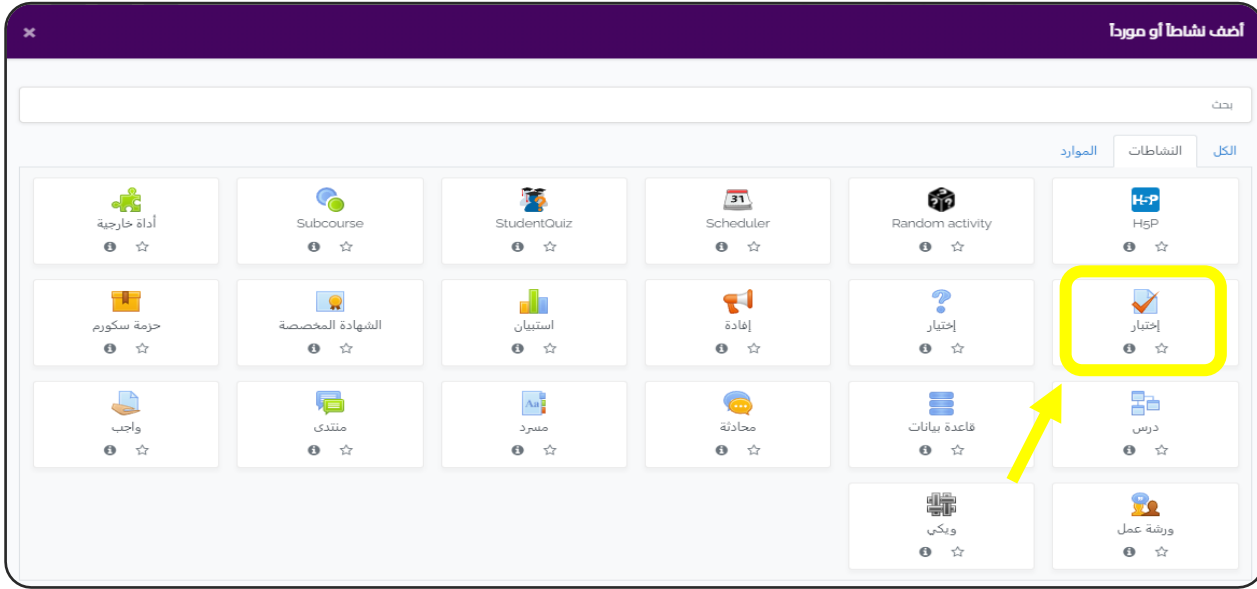 أضف نشاطاً أو مورداً
بحث
الكل
النشاطات
الموارد
H5P
Random activity
Scheduler
StudentQuiz
Subcourse
أداة خارجية
إختبار
إختيار
إفادة
استبيان
الشهادة المخصصة
حزمة سكورم
درس
قاعدة بيانات
محادثة
مسرد
منتدى
واجب
ورشة عمل
ويكي